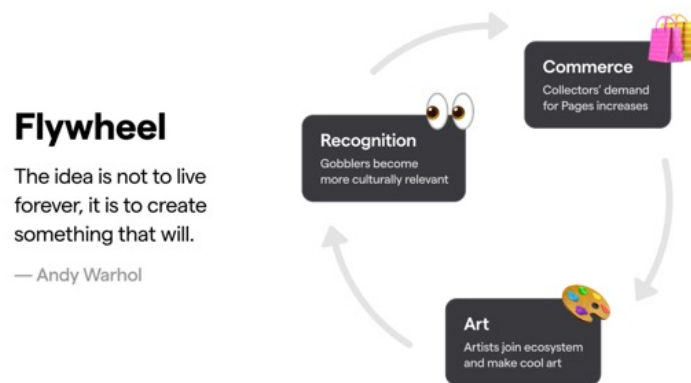 Flywheel
The idea is not to live
forever, it is to create
something that will.
— Andy Warhol
Recognition
Gobblers become
more culturally relevant
Commerce
Collectors’ demand
for Pages increases
Art
Artists join ecosystem
and make cool art